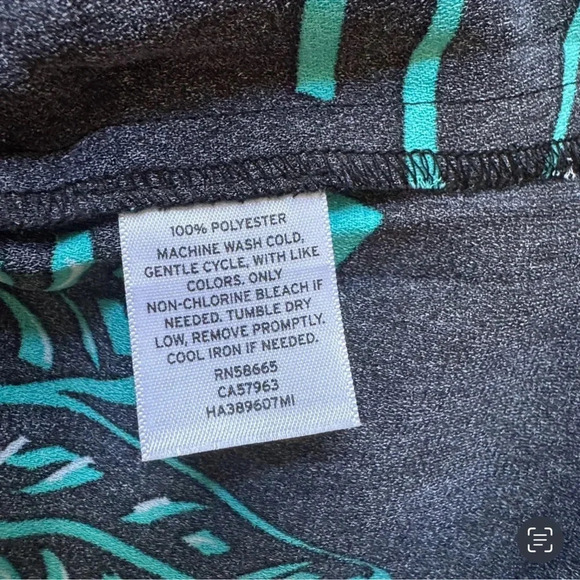 100% POLYESTER
MACHINE WASH COLD,
GENTLE CYCLE, WITH LIKE
COLORS. ONLY
NON-CHLORINE BLEACH IF
NEEDED. TUMBLE DRY
LOW, REMOVE PROMPTLY.
COOL IRON IF NEEDED.
RN58665
CA57963
HA389607MI